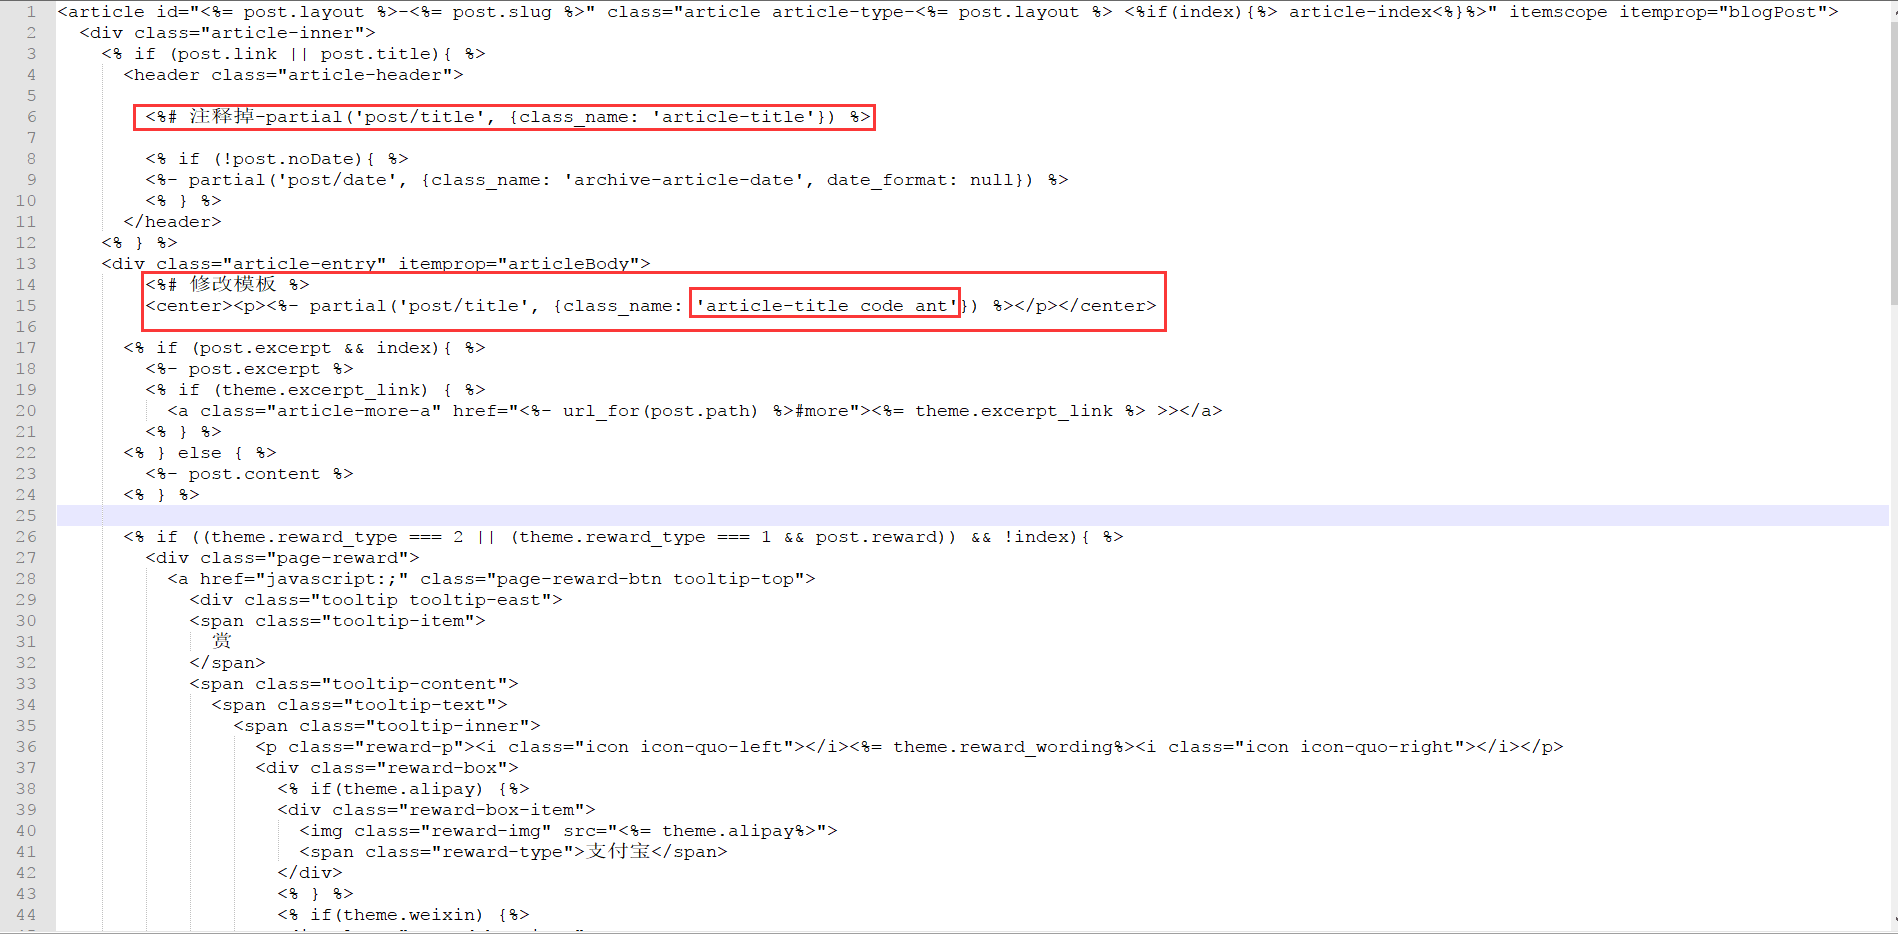 1 <article id="<%= post.layout %>-<%= post.slug %>" class="article article-type-<%= post.layout %> <%if(index){%> article-index<%}%>" itemscope itemprop="blogPost">
2 <div class="article-inner">
3 <% if (post.link || post.title){ %>
4 <header class="article-header">
5
6 <%# 注释掉-partial('post/title', {class_name: 'article-title'}) %>
7
8 <% if (!post.noDate){ %>
9 <%- partial('post/date', {class_name: 'archive-article-date', date_format: null}) %>
10 <% } %>
11 </header>
12 <% } %>
13 <div class="article-entry" itemprop="articleBody">
14 <%# 修改模板 %>
15 <center><p><%- partial('post/title', {class_name: 'article-title code ant'}) %></p></center>
16
17 <% if (post.excerpt && index){ %>
18 <%- post.excerpt %>
19 <% if (theme.excerpt_link) { %>
20 <a class="article-more-a" href="<%- url_for(post.path) %>#more"><%= theme.excerpt_link %> >></a>
21 <% } %>
22 <% } else { %>
23 <%- post.content %>
24 <% } %>
25
26 <% if ((theme.reward_type === 2 || (theme.reward_type === 1 && post.reward)) && !index){ %>
27 <div class="page-reward">
28 <a href="javascript:;" class="page-reward-btn tooltip-top">
29 <div class="tooltip tooltip-east">
30 <span class="tooltip-item">
31 赏
32 </span>
33 <span class="tooltip-content">
34 <span class="tooltip-text">
35 <span class="tooltip-inner">
36 <p class="reward-p"><i class="icon icon-quo-left"></i><%= theme.reward_wording%><i class="icon icon-quo-right"></i></p>
37 <div class="reward-box">
38 <% if(theme.alipay) {%>
39 <div class="reward-box-item">
40 <img class="reward-img" src="<%= theme.alipay%>">
41 <span class="reward-type">支付宝</span>
42 </div>
43 <% } %>
44 <% if(theme.weixin) {%>